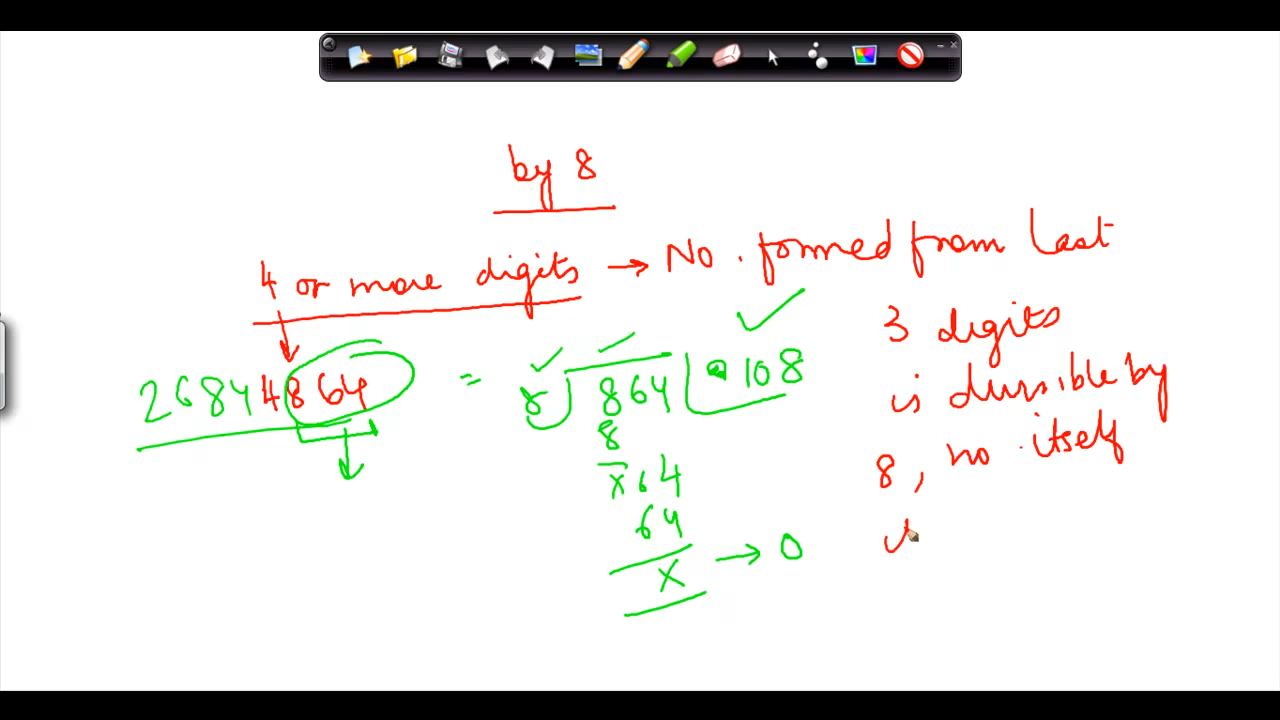 by 8
4 or more digits → No. formed from last
3 digits
is divisible by
8, no itself
26844864 = 8) 864 ( 108
8
x64
64
x → 0